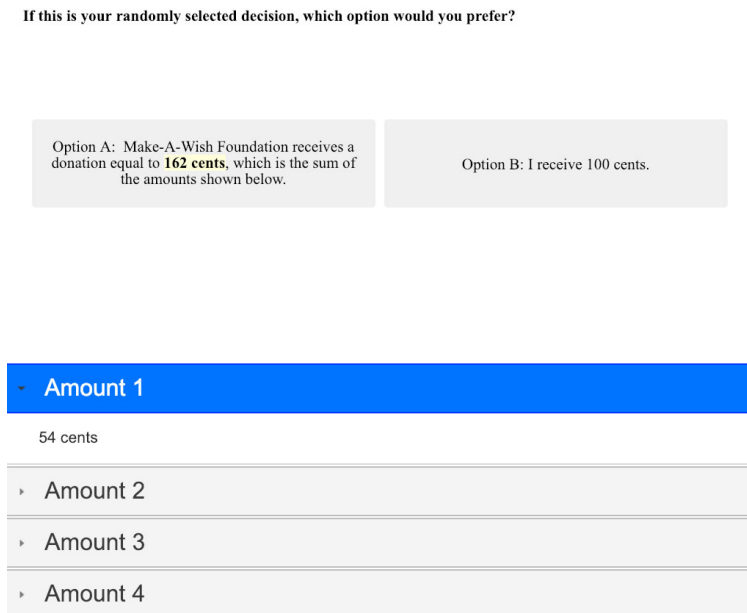 If this is your randomly selected decision, which option would you prefer?
Option A:  Make-A-Wish Foundation receives a
donation equal to 162 cents, which is the sum of
the amounts shown below.
Option B: I receive 100 cents.
Amount 1
54 cents
Amount 2
Amount 3
Amount 4